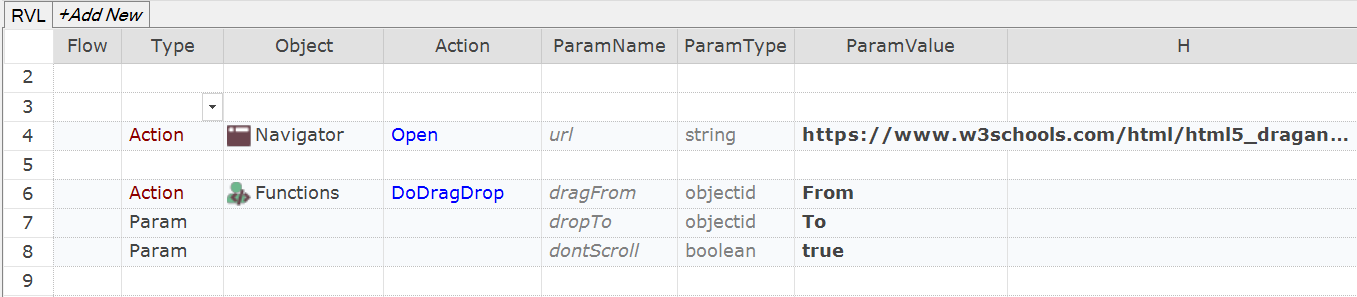 RVL +Add New
Flow Type Object Action ParamName ParamType ParamValue H
2
3
4 Action Navigator Open url string https://www.w3schools.com/html/html5_dragan...
5
6 Action Functions DoDragDrop dragFrom objectid From
7 Param dropTo objectid To
8 Param dontScroll boolean true
9